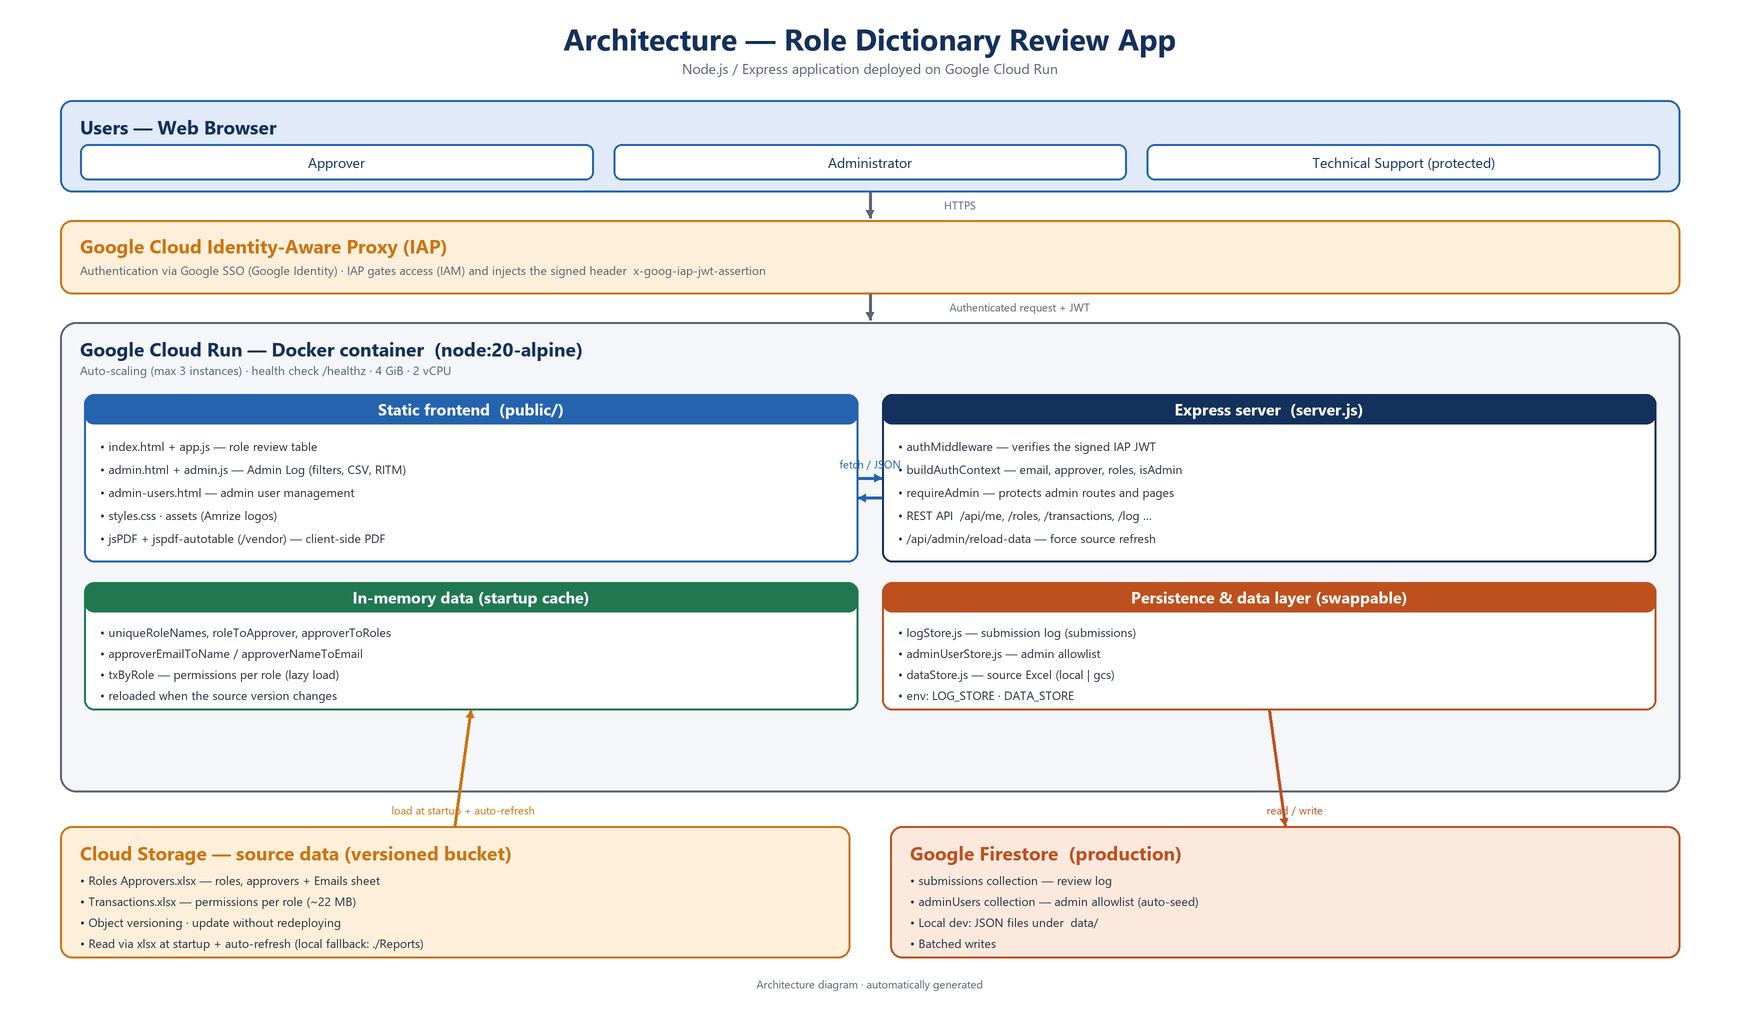 Architecture — Role Dictionary Review App
Node.js / Express application deployed on Google Cloud Run
Users — Web Browser
Approver
Administrator
Technical Support (protected)
HTTPS
Google Cloud Identity-Aware Proxy (IAP)
Authentication via Google SSO (Google Identity) · IAP gates access (IAM) and injects the signed header  x-goog-iap-jwt-assertion
Authenticated request + JWT
Google Cloud Run — Docker container  (node:20-alpine)
Auto-scaling (max 3 instances) · health check /healthz · 4 GiB · 2 vCPU
Static frontend  (public/)
• index.html + app.js — role review table
• admin.html + admin.js — Admin Log (filters, CSV, RITM)
• admin-users.html — admin user management
• styles.css · assets (Amrize logos)
• jsPDF + jspdf-autotable (/vendor) — client-side PDF
fetch / JSON
Express server  (server.js)
• authMiddleware — verifies the signed IAP JWT
• buildAuthContext — email, approver, roles, isAdmin
• requireAdmin — protects admin routes and pages
• REST API  /api/me, /roles, /transactions, /log ...
• /api/admin/reload-data — force source refresh
In-memory data (startup cache)
• uniqueRoleNames, roleToApprover, approverToRoles
• approverEmailToName / approverNameToEmail
• txByRole — permissions per role (lazy load)
• reloaded when the source version changes
Persistence & data layer (swappable)
• logStore.js — submission log (submissions)
• adminUserStore.js — admin allowlist
• dataStore.js — source Excel (local | gcs)
• env: LOG_STORE · DATA_STORE
load at startup + auto-refresh
read / write
Cloud Storage — source data (versioned bucket)
• Roles Approvers.xlsx — roles, approvers + Emails sheet
• Transactions.xlsx — permissions per role (~22 MB)
• Object versioning · update without redeploying
• Read via xlsx at startup + auto-refresh (local fallback: ./Reports)
Google Firestore  (production)
• submissions collection — review log
• adminUsers collection — admin allowlist (auto-seed)
• Local dev: JSON files under  data/
• Batched writes
Architecture diagram · automatically generated